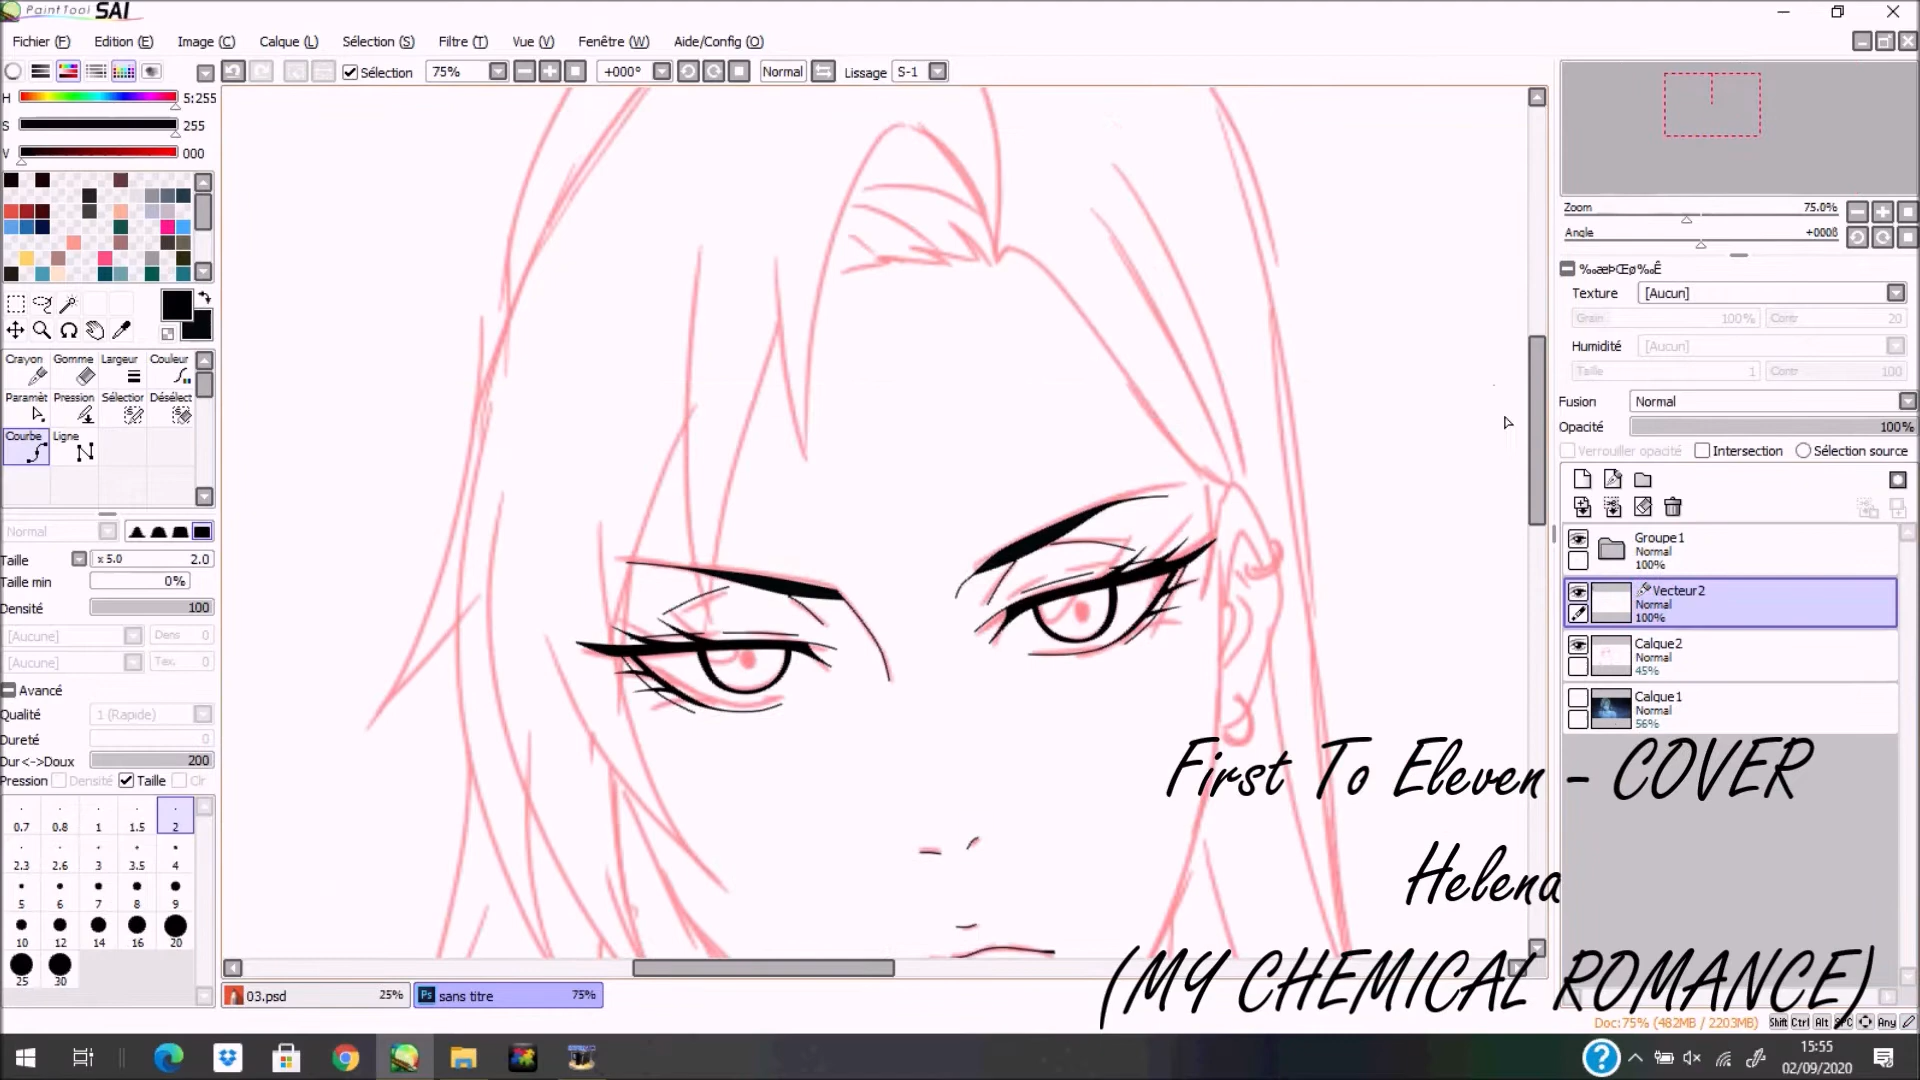 PaintTool SAI
Fichier (F) Edition (E) Image (C) Calque (L) Sélection (S) Filtre (T) Vue (V) Fenêtre (W) Aide/Config (O)
Sélection 75% +000° Normal Lissage S-1
H 5:255
S 255
V 000
Zoom 75.0%
Angle +000ß
‰æÞŒø‰Ê
Texture [Aucun]
Grain 100% Contr 20
Humidité [Aucun]
Taille 1 Contr 100
Fusion Normal
Opacité 100%
Verrouiller opacité Intersection Sélection source
Groupe1
Normal
100%
Vecteur2
Normal
100%
Calque2
Normal
45%
Calque1
Normal
56%
Crayon Gomme Largeur Couleur
Paramèt Pression Sélection Désélect
Courbe Ligne
Normal
Taille x 5.0 2.0
Taille min 0%
Densité 100
[Aucune] Dens 0
[Aucune] Tex. 0
Avancé
Qualité 1 (Rapide)
Dureté 0
Dur<->Doux 200
Pression Densité Taille Clr
0.7 0.8 1 1.5 2
2.3 2.6 3 3.5 4
5 6 7 8 9
10 12 14 16 20
25 30
First To Eleven - COVER
Helena
(MY CHEMICAL ROMANCE)
03.psd 25% Ps sans titre 75%
Doc:75% (482MB / 2203MB) Shift Ctrl Alt SPC Any
15:55
02/09/2020